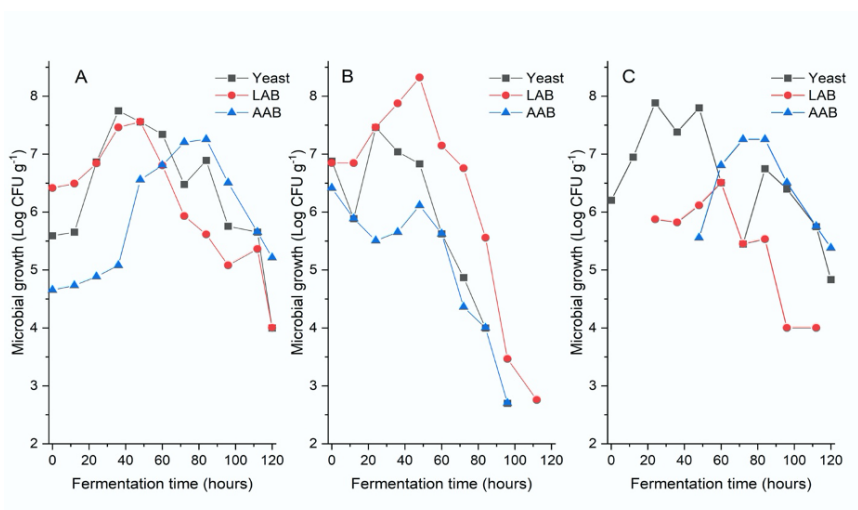 A
Yeast
LAB
AAB
8
7
6
5
4
3
2
0 20 40 60 80 100 120
Microbial growth (Log CFU g-1)
Fermentation time (hours)
B
Yeast
LAB
AAB
8
7
6
5
4
3
2
0 20 40 60 80 100 120
Microbial growth (Log CFU g-1)
Fermentation time (hours)
C
Yeast
LAB
AAB
8
7
6
5
4
3
2
0 20 40 60 80 100 120
Microbial growth (Log CFU g-1)
Fermentation time (hours)